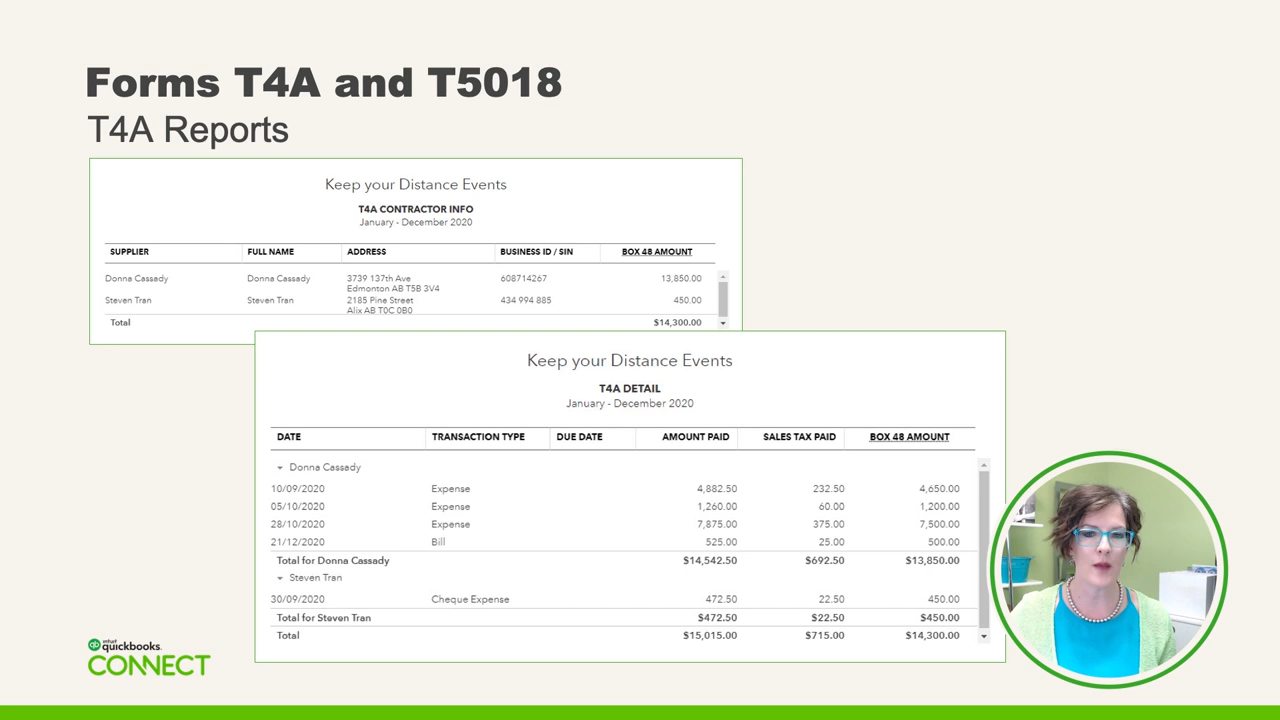 Forms T4A and T5018
T4A Reports
Keep your Distance Events
T4A CONTRACTOR INFO
January - December 2020
SUPPLIER FULL NAME ADDRESS BUSINESS ID / SIN BOX 48 AMOUNT
Donna Cassady Donna Cassady 3739 137th Ave 608714267 13,850.00
Edmonton AB T5B 3V4
Steven Tran Steven Tran 2185 Pine Street 434 994 885 450.00
Alix AB T0C 0B0
Total $14,300.00
Keep your Distance Events
T4A DETAIL
January - December 2020
DATE TRANSACTION TYPE DUE DATE AMOUNT PAID SALES TAX PAID BOX 48 AMOUNT
Donna Cassady
10/09/2020 Expense 4,882.50 232.50 4,650.00
05/10/2020 Expense 1,260.00 60.00 1,200.00
28/10/2020 Expense 7,875.00 375.00 7,500.00
21/12/2020 Bill 525.00 25.00 500.00
Total for Donna Cassady $14,542.50 $692.50 $13,850.00
Steven Tran
30/09/2020 Cheque Expense 472.50 22.50 450.00
Total for Steven Tran $472.50 $22.50 $450.00
Total $15,015.00 $715.00 $14,300.00
intuit
quickbooks.
CONNECT